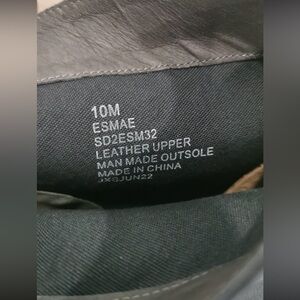 10M
ESMAE
SD2ESM32
LEATHER UPPER
MAN MADE OUTSOLE
MADE IN CHINA